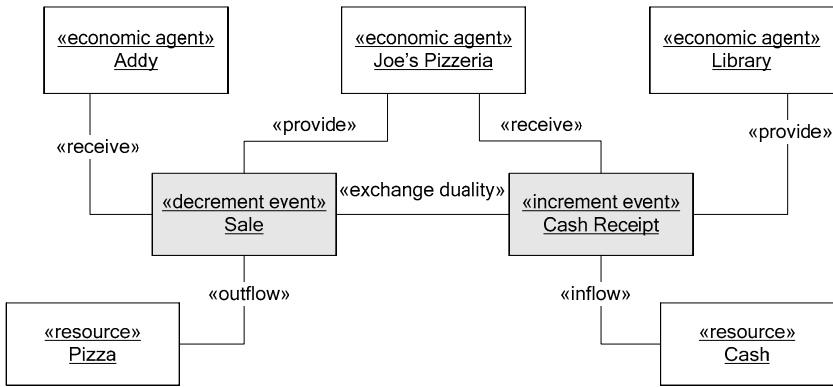 «economic agent»
Addy
«economic agent»
Joe's Pizzeria
«economic agent»
Library
«receive»
«provide»
«receive»
«provide»
«decrement event»
Sale
«exchange duality»
«increment event»
Cash Receipt
«outflow»
«inflow»
«resource»
Pizza
«resource»
Cash